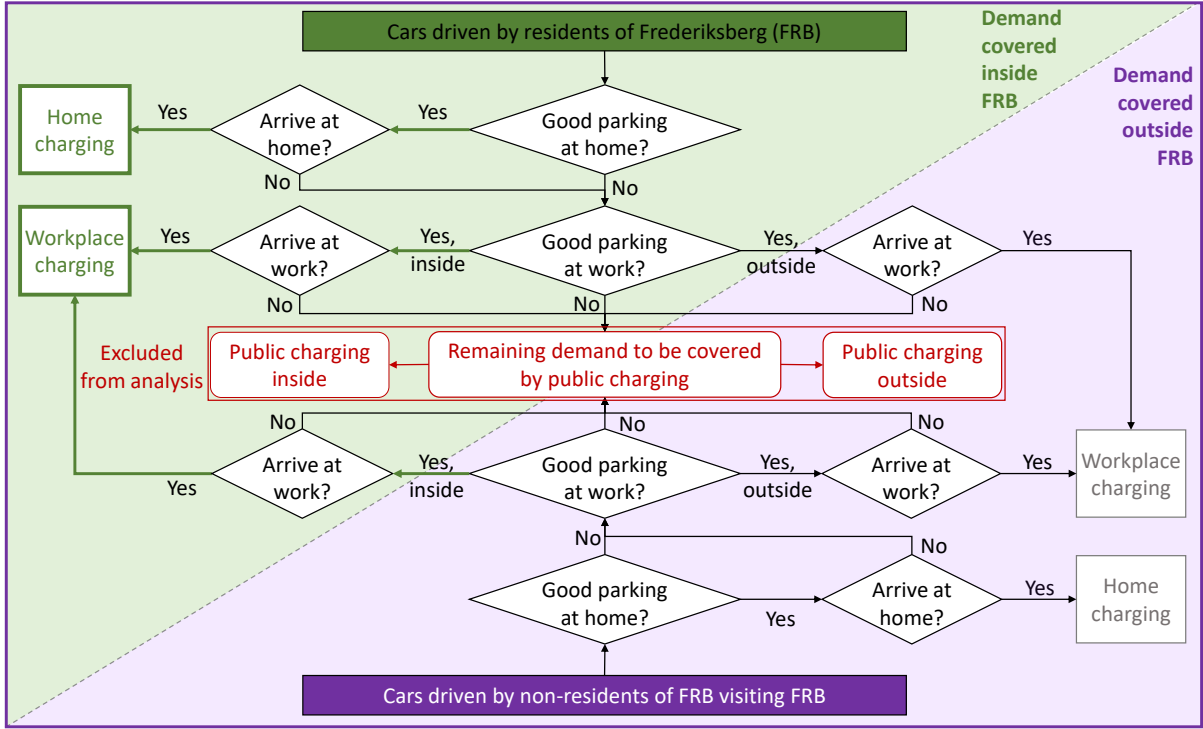 Cars driven by residents of Frederiksberg (FRB)
Demand
covered
inside
FRB
Demand
covered
outside
FRB
Home
charging
Yes
Arrive at
home?
Yes
Good parking
at home?
No
No
Workplace
charging
Yes
Arrive at
work?
Yes,
inside
Good parking
at work?
Yes,
outside
Arrive at
work?
Yes
No
No
No
Excluded
from analysis
Public charging
inside
Remaining demand to be covered
by public charging
Public charging
outside
No
No
No
Yes
Arrive at
work?
Yes,
inside
Good parking
at work?
Yes,
outside
Arrive at
work?
Yes
Workplace
charging
No
No
Good parking
at home?
Yes
Arrive at
home?
Yes
Home
charging
Cars driven by non-residents of FRB visiting FRB